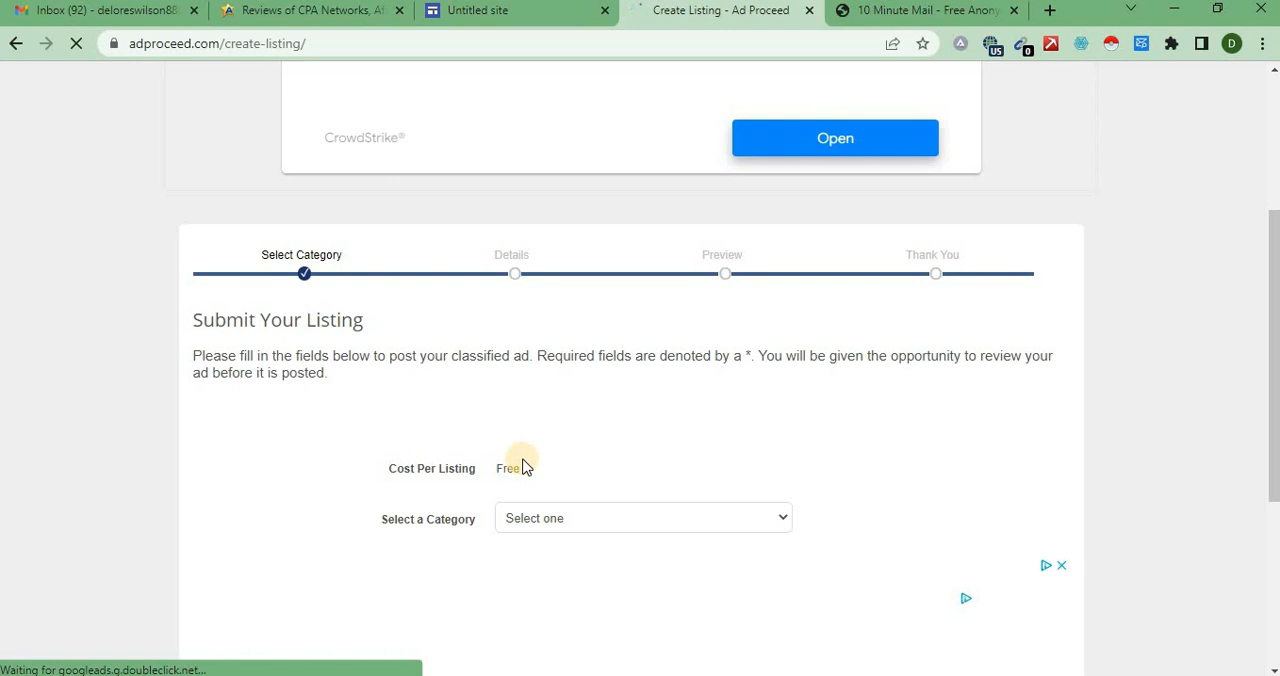 Inbox (92) - deloreswilson88
Reviews of CPA Networks, Af
Untitled site
Create Listing - Ad Proceed
10 Minute Mail - Free Anony
adproceed.com/create-listing/
US
0
D
CrowdStrike®
Open
Select Category
Details
Preview
Thank You
Submit Your Listing
Please fill in the fields below to post your classified ad. Required fields are denoted by a *. You will be given the opportunity to review your
ad before it is posted.
Cost Per Listing
Free
Select a Category
Select one
Waiting for googleads.g.doubleclick.net...